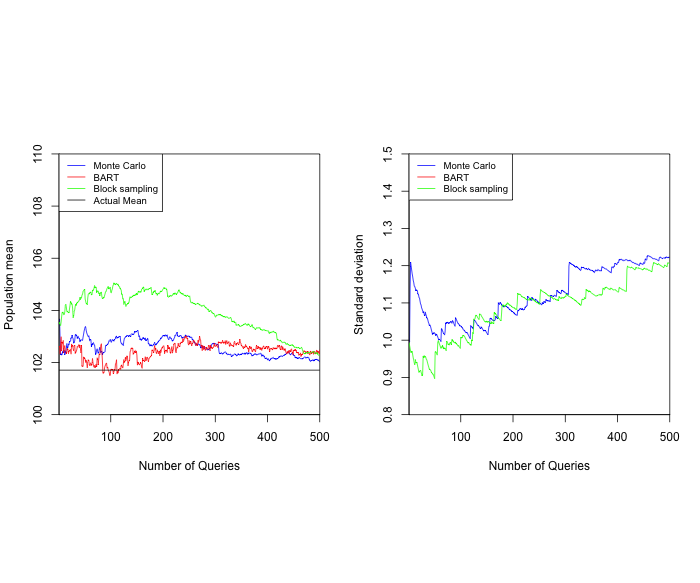 Monte Carlo
BART
Block sampling
Actual Mean
Population mean
100
102
104
106
108
110
100
200
300
400
500
Number of Queries
Monte Carlo
BART
Block sampling
Standard deviation
0.8
0.9
1.0
1.1
1.2
1.3
1.4
1.5
100
200
300
400
500
Number of Queries